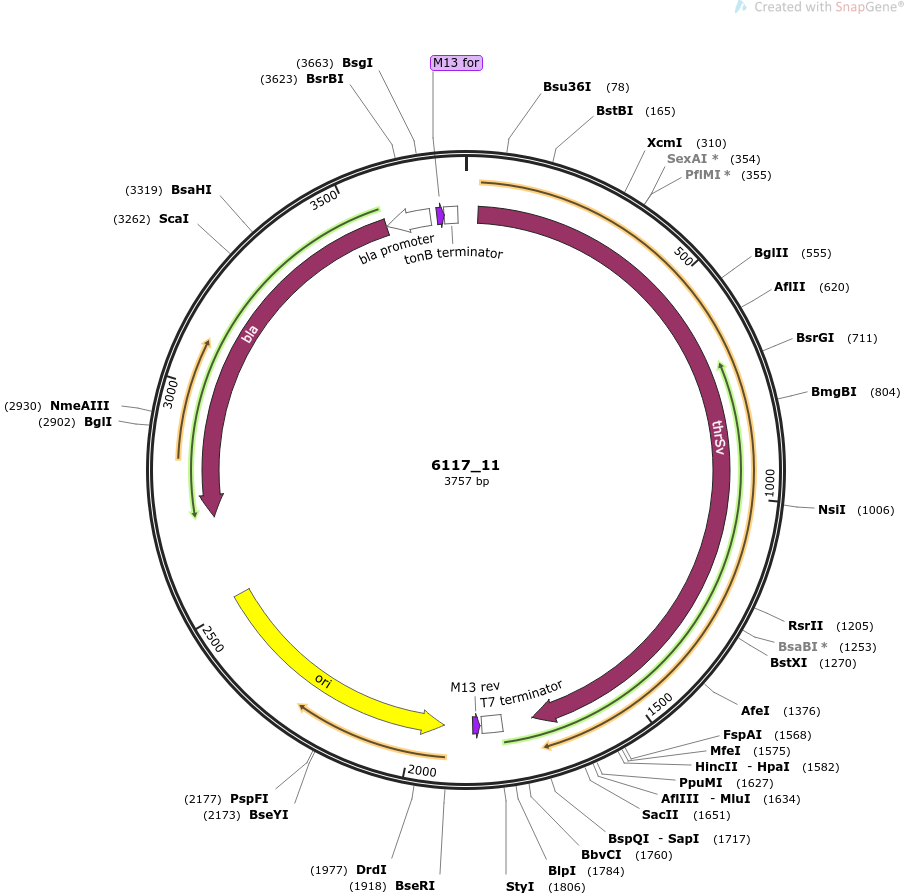 Created with SnapGene®
(3663) BsgI
(3623) BsrBI
M13 for
Bsu36I (78)
BstBI (165)
XcmI (310)
SexAI * (354)
PflMI * (355)
(3319) BsaHI
(3262) ScaI
3500
bla promoter
tonB terminator
500
BglII (555)
AflII (620)
BsrGI (711)
BmgBI (804)
bla
3000
(2930) NmeAIII
(2902) BglI
thrSv
6117_11
3757 bp
1000
NsiI (1006)
RsrII (1205)
BsaBI * (1253)
BstXI (1270)
2500
ori
M13 rev
T7 terminator
1500
AfeI (1376)
FspAI (1568)
MfeI (1575)
HincII - HpaI (1582)
PpuMI (1627)
AflIII - MluI (1634)
SacII (1651)
2000
(2177) PspFI
(2173) BseYI
BspQI - SapI (1717)
BbvCI (1760)
BlpI (1784)
StyI (1806)
(1977) DrdI
(1918) BseRI